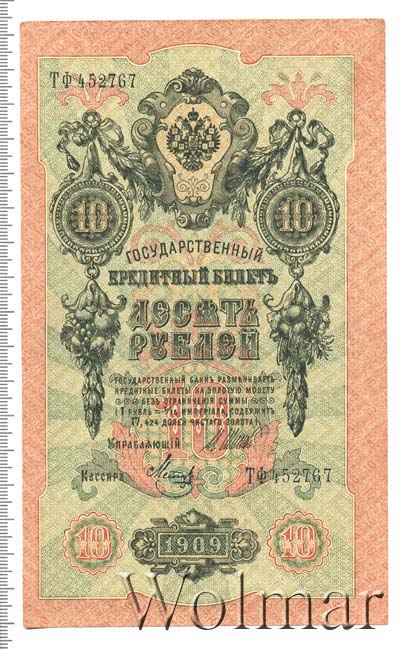 ТФ 452767
10 10
ГОСУДАРСТВЕННЫЙ
КРЕДИТНЫЙ БИЛЕТЪ
ДЕСЯТЬ
РУБЛЕЙ
ГОСУДАРСТВЕННЫЙ БАНКЪ РАЗМѢНИВАЕТЪ
КРЕДИТНЫЕ БИЛЕТЫ НА ЗОЛОТУЮ МОНЕТУ
БЕЗЪ ОГРАНИЧЕНІЯ СУММЫ
(1 РУБЛЬ = 1/15 ИМПЕРІАЛА, СОДЕРЖИТЪ
17,424 ДОЛЕЙ ЧИСТАГО ЗОЛОТА).
10
Управляющій
Кассиръ
ТФ 452767
10 1909 10
Wolmar